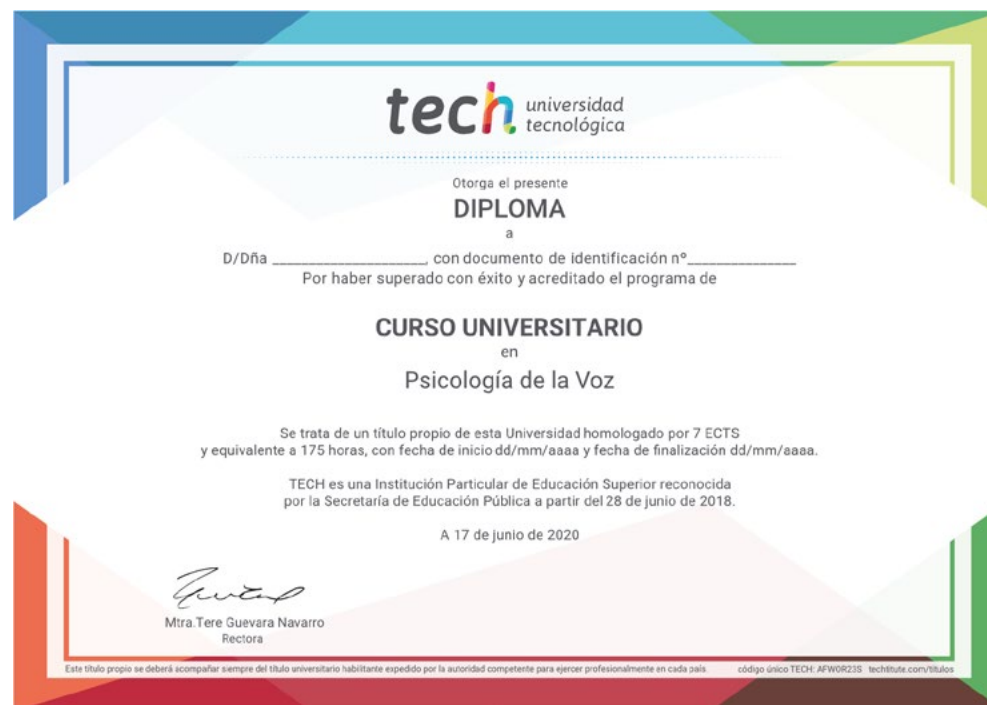 tech universidad
tecnológica
Otorga el presente
DIPLOMA
a
D/Dña ______________________, con documento de identificación nº_______________
Por haber superado con éxito y acreditado el programa de
CURSO UNIVERSITARIO
en
Psicología de la Voz
Se trata de un título propio de esta Universidad homologado por 7 ECTS
y equivalente a 175 horas, con fecha de inicio dd/mm/aaaa y fecha de finalización dd/mm/aaaa.
TECH es una Institución Particular de Educación Superior reconocida
por la Secretaría de Educación Pública a partir del 28 de junio de 2018.
A 17 de junio de 2020
Mtra.Tere Guevara Navarro
Rectora
Este título propio se deberá acompañar siempre del título universitario habilitante expedido por la autoridad competente para ejercer profesionalmente en cada país. código único TECH: AFWOR23S techtitute.com/titulos